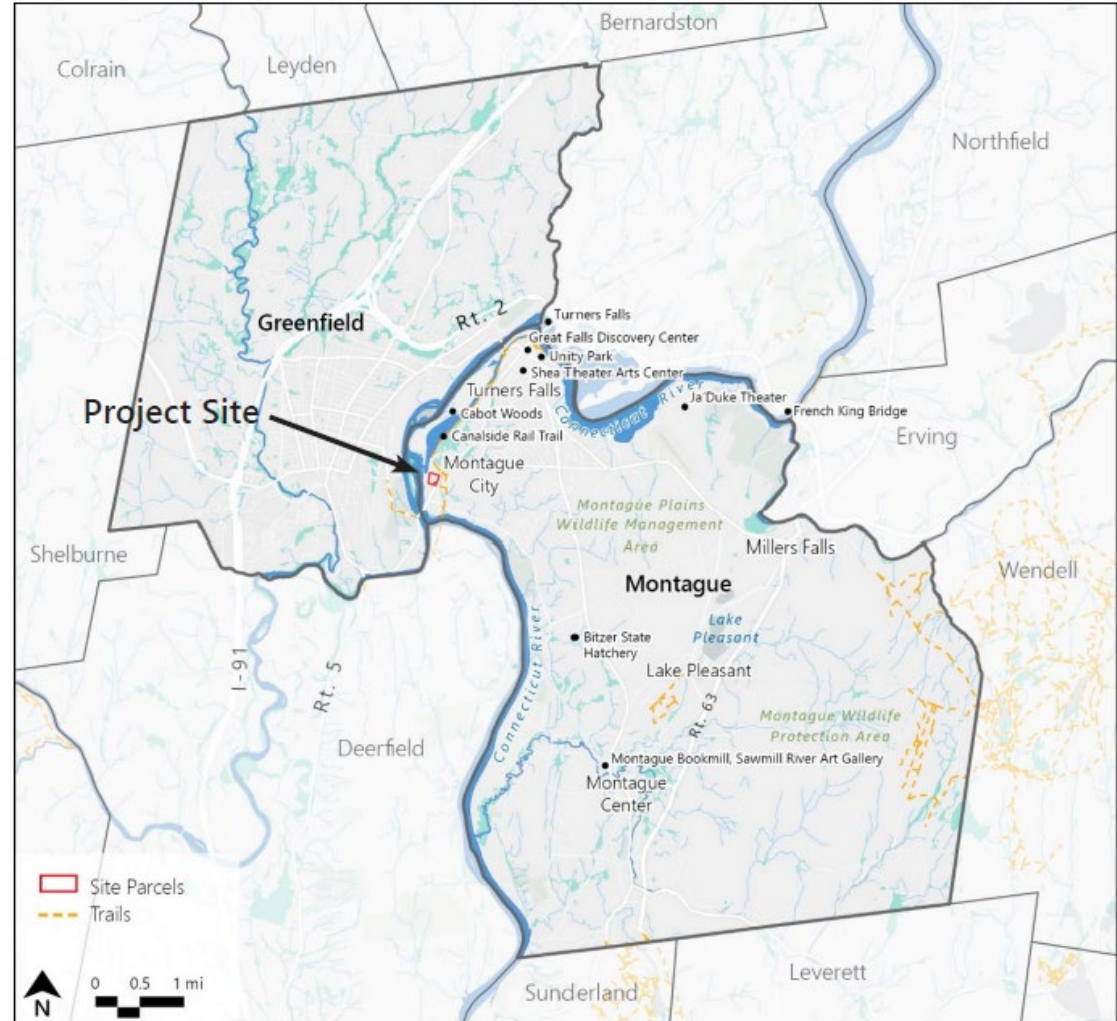 Bernardston
Colrain
Leyden
Northfield
Greenfield
Rt. 2
Turners Falls
Great Falls Discovery Center
Unity Park
Shea Theater Arts Center
Turners Falls
Connecticut River
Ja'Duke Theater
French King Bridge
Project Site
Cabot Woods
Canalside Rail Trail
Erving
Montague
City
Montague Plains
Wildlife Management
Area
Millers Falls
Shelburne
Wendell
Montague
Lake
Pleasant
Bitzer State
Hatchery
I-91
Rt. 5
Connecticut River
Lake Pleasant
Rt. 63
Montague Wildlife
Protection Area
Deerfield
Montague Bookmill, Sawmill River Art Gallery
Montague
Center
Site Parcels
Trails
N
0 0.5 1 mi
Sunderland
Leverett